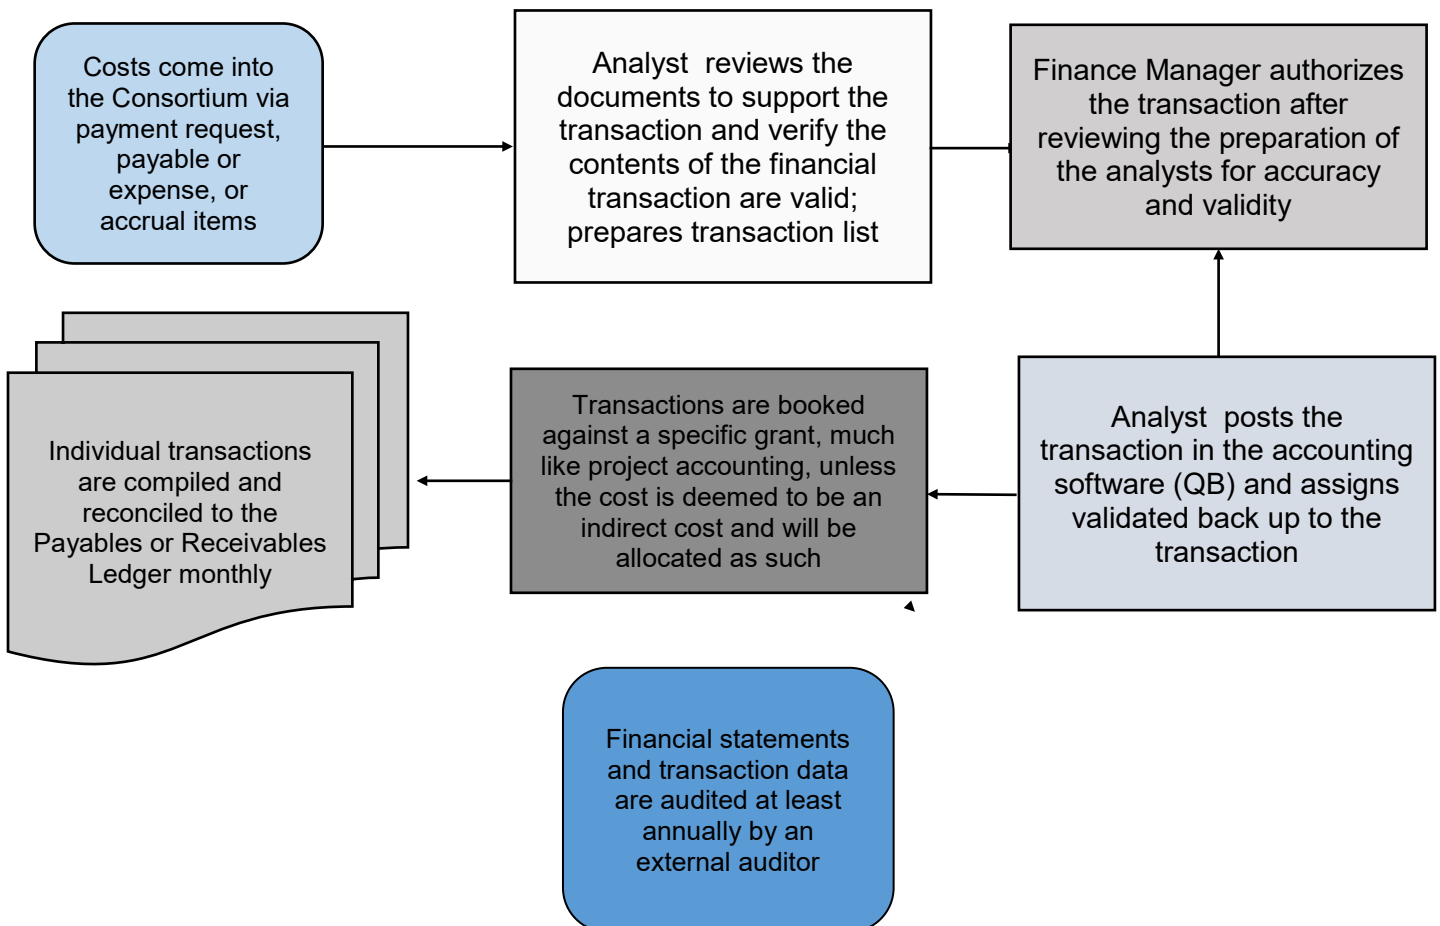 Costs come into
the Consortium via
payment request,
payable or
expense, or
accrual items
Analyst  reviews the
documents to support the
transaction and verify the
contents of the financial
transaction are valid;
prepares transaction list
Finance Manager authorizes
the transaction after
reviewing the preparation of
the analysts for accuracy
and validity
Analyst  posts the
transaction in the accounting
software (QB) and assigns
validated back up to the
transaction
Transactions are booked
against a specific grant, much
like project accounting, unless
the cost is deemed to be an
indirect cost and will be
allocated as such
Individual transactions
are compiled and
reconciled to the
Payables or Receivables
Ledger monthly
Financial statements
and transaction data
are audited at least
annually by an
external auditor